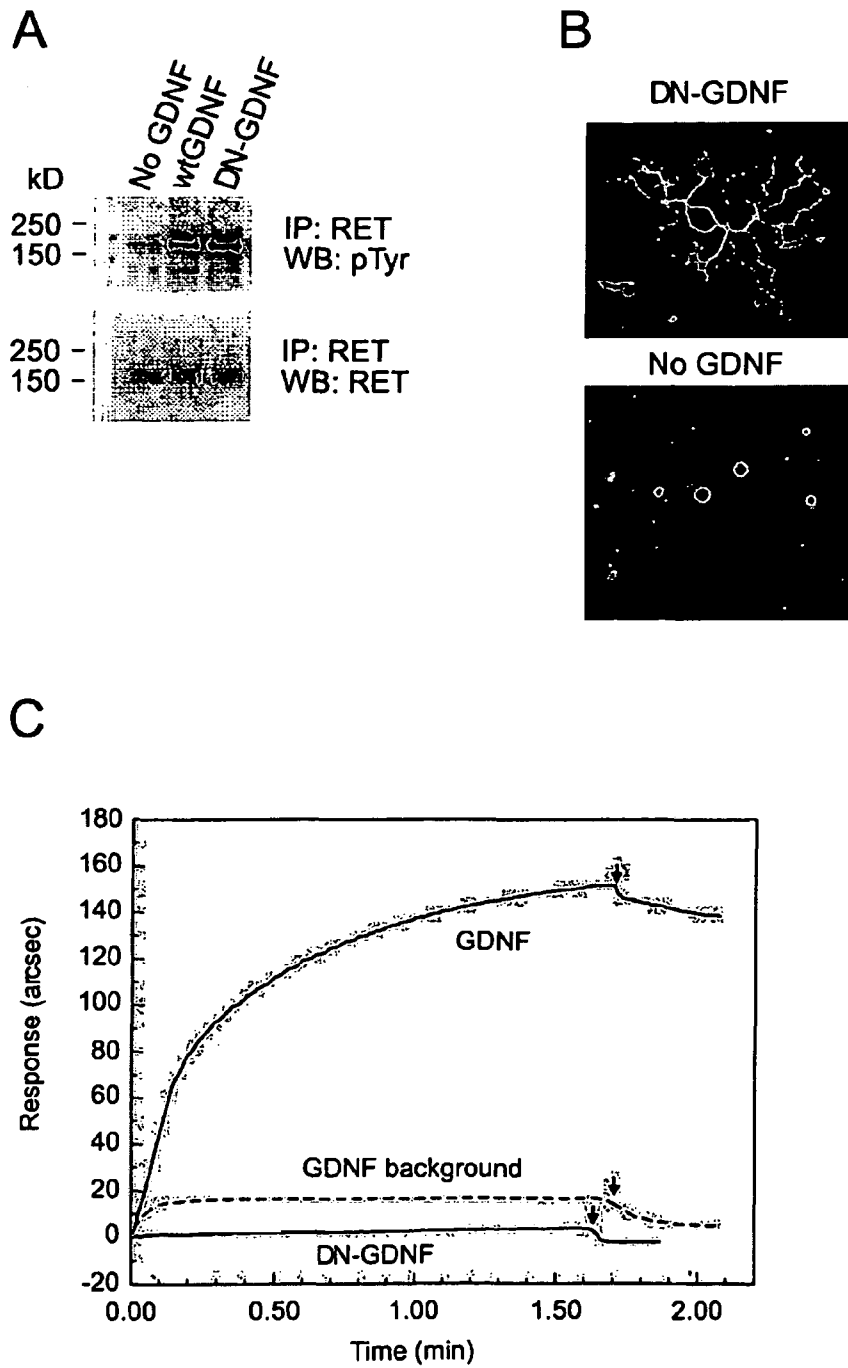 A
No GDNF
wtGDNF
DN-GDNF
kD
250
150
IP: RET
WB: pTyr
250
150
IP: RET
WB: RET
B
DN-GDNF
No GDNF
C
180
160
140
120
100
80
60
40
20
0
-20
Response (arcsec)
GDNF
GDNF background
DN-GDNF
0.00
0.50
1.00
1.50
2.00
Time (min)